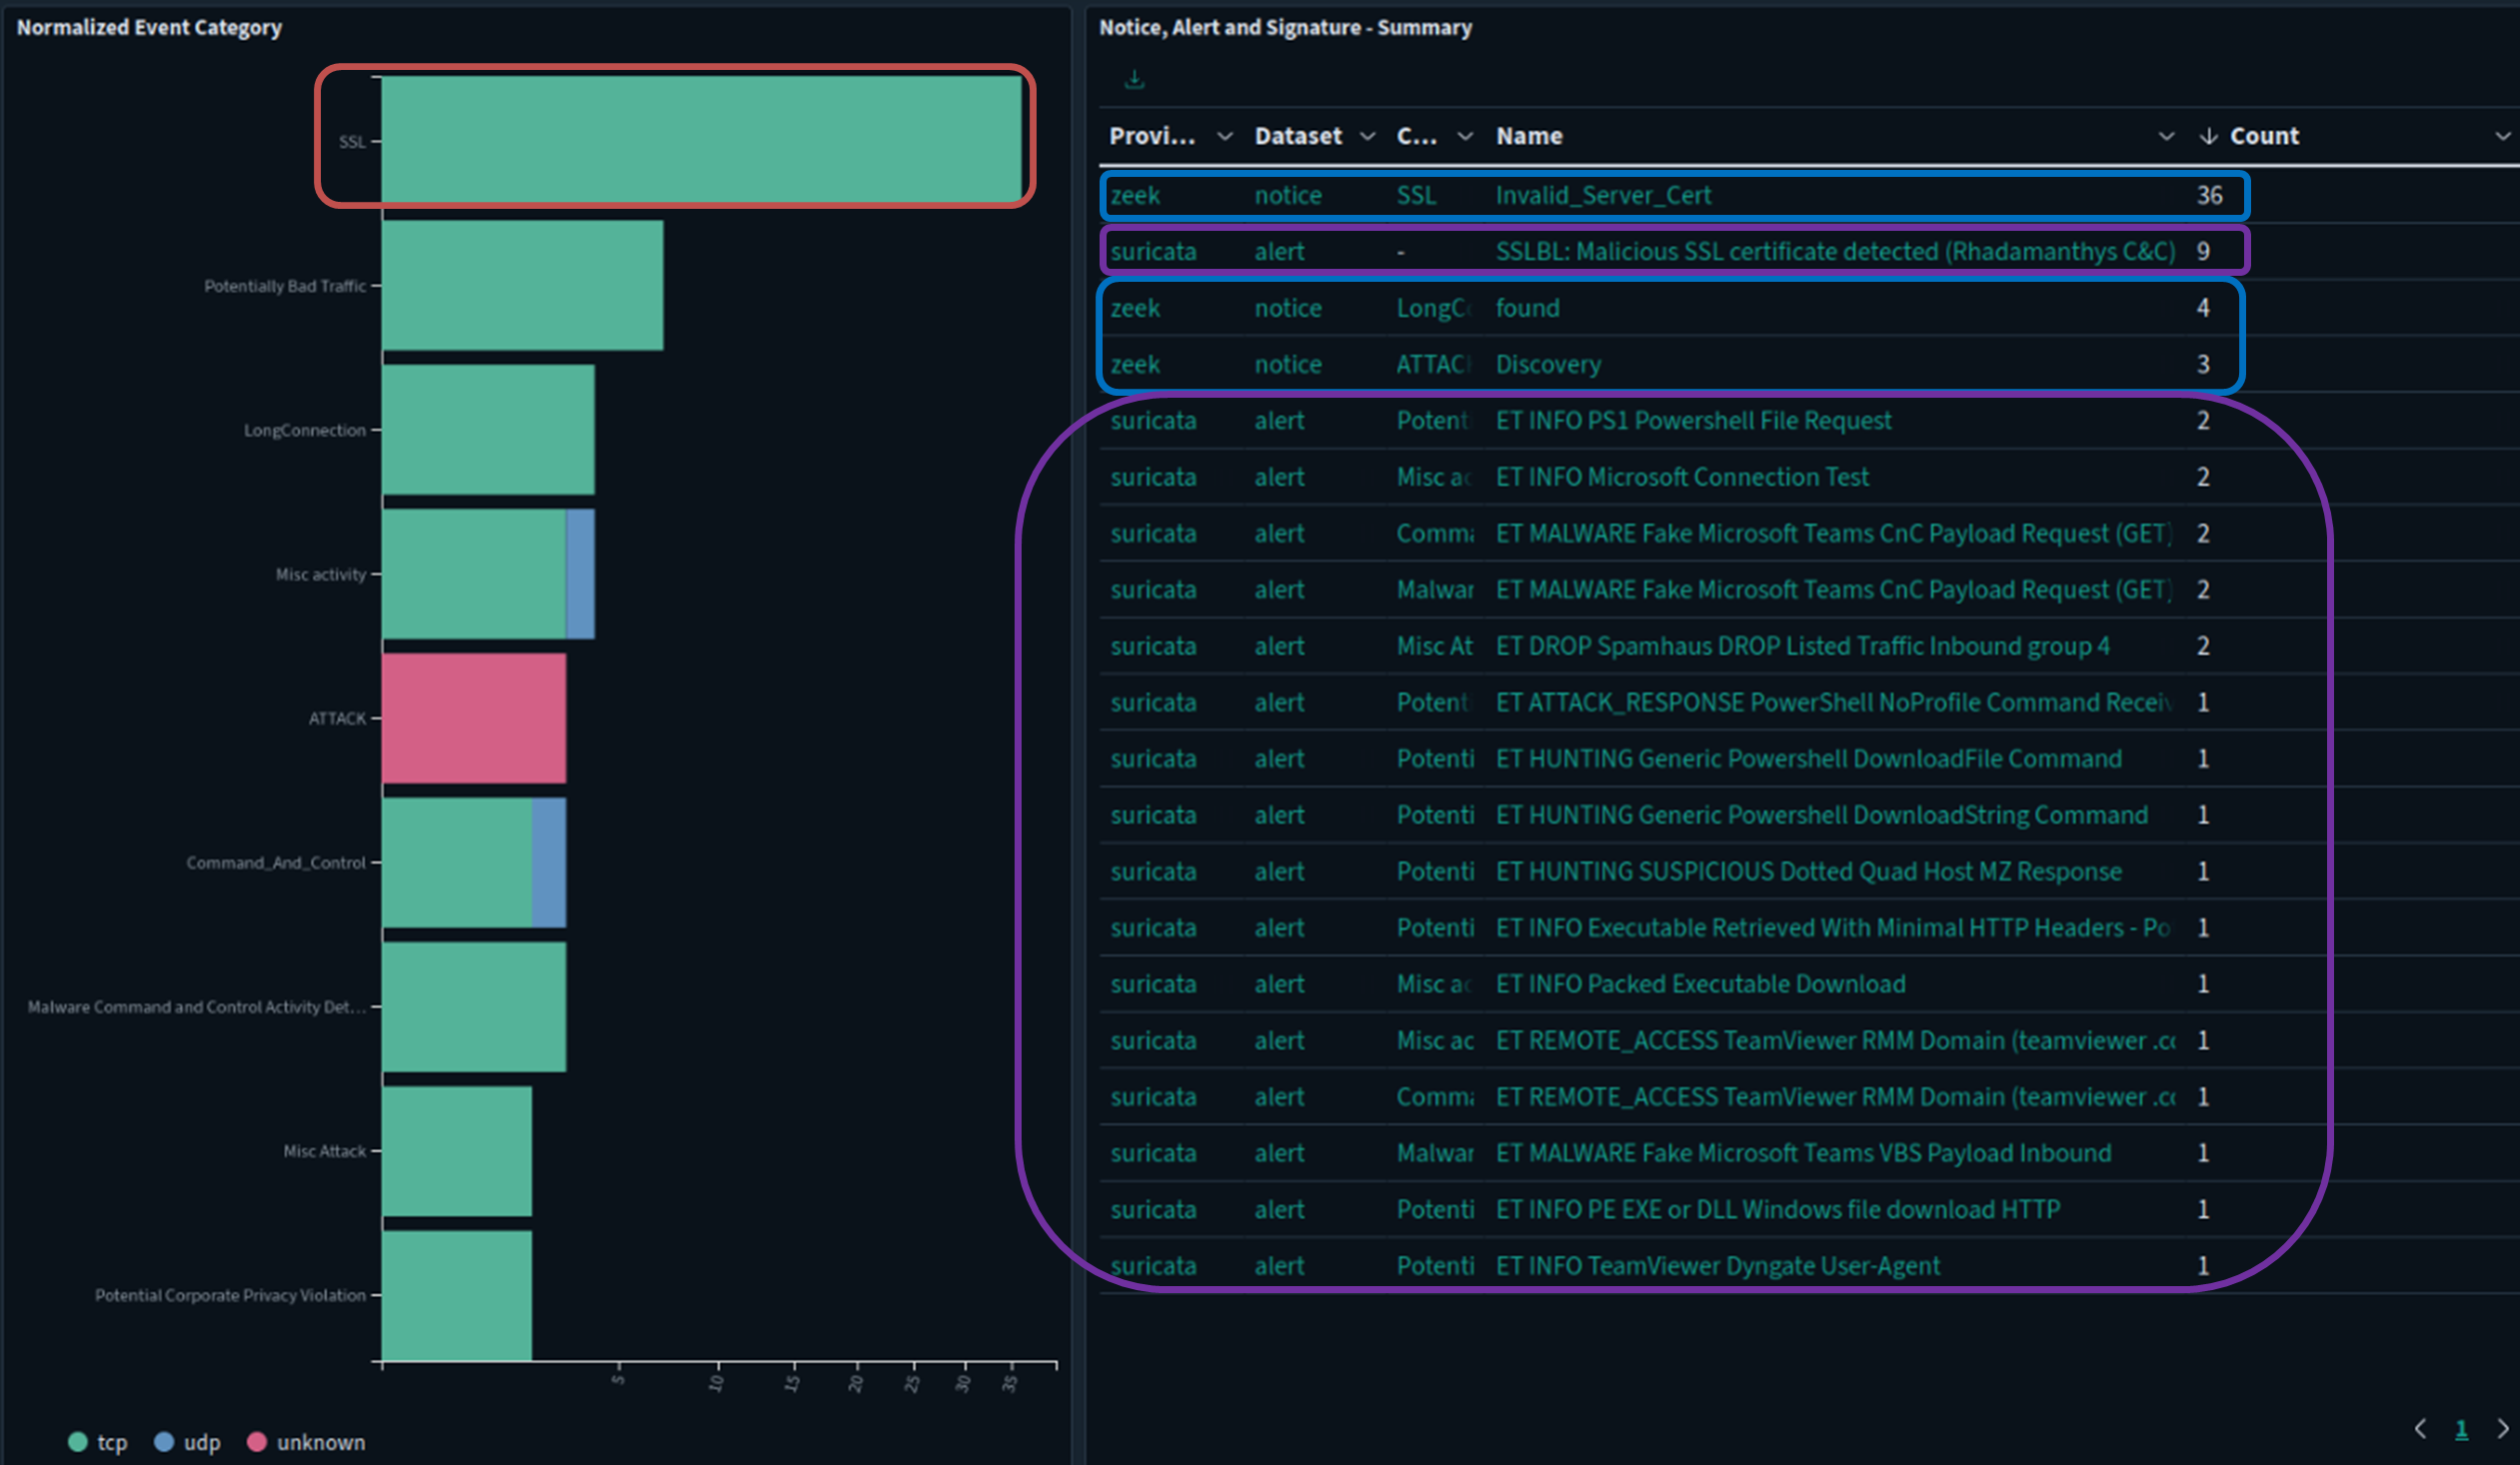 Normalized Event Category
SSL
Potentially Bad Traffic
LongConnection
Misc activity
ATTACK
Command_And_Control
Malware Command and Control Activity Det...
Misc Attack
Potential Corporate Privacy Violation
5 10 15 20 25 30 35
tcp udp unknown
Notice, Alert and Signature - Summary
Provi... Dataset C... Name Count
zeek notice SSL Invalid_Server_Cert 36
suricata alert - SSLBL: Malicious SSL certificate detected (Rhadamanthys C&C) 9
zeek notice LongC found 4
zeek notice ATTAC Discovery 3
suricata alert Potent ET INFO PS1 Powershell File Request 2
suricata alert Misc a ET INFO Microsoft Connection Test 2
suricata alert Comm ET MALWARE Fake Microsoft Teams CnC Payload Request (GET) 2
suricata alert Malwar ET MALWARE Fake Microsoft Teams CnC Payload Request (GET) 2
suricata alert Misc At ET DROP Spamhaus DROP Listed Traffic Inbound group 4 2
suricata alert Potent ET ATTACK_RESPONSE PowerShell NoProfile Command Receiv 1
suricata alert Potenti ET HUNTING Generic Powershell DownloadFile Command 1
suricata alert Potenti ET HUNTING Generic Powershell DownloadString Command 1
suricata alert Potenti ET HUNTING SUSPICIOUS Dotted Quad Host MZ Response 1
suricata alert Potenti ET INFO Executable Retrieved With Minimal HTTP Headers - Po 1
suricata alert Misc a ET INFO Packed Executable Download 1
suricata alert Misc ac ET REMOTE_ACCESS TeamViewer RMM Domain (teamviewer .c 1
suricata alert Comm ET REMOTE_ACCESS TeamViewer RMM Domain (teamviewer .c 1
suricata alert Malwar ET MALWARE Fake Microsoft Teams VBS Payload Inbound 1
suricata alert Potenti ET INFO PE EXE or DLL Windows file download HTTP 1
suricata alert Potenti ET INFO TeamViewer Dyngate User-Agent 1
1